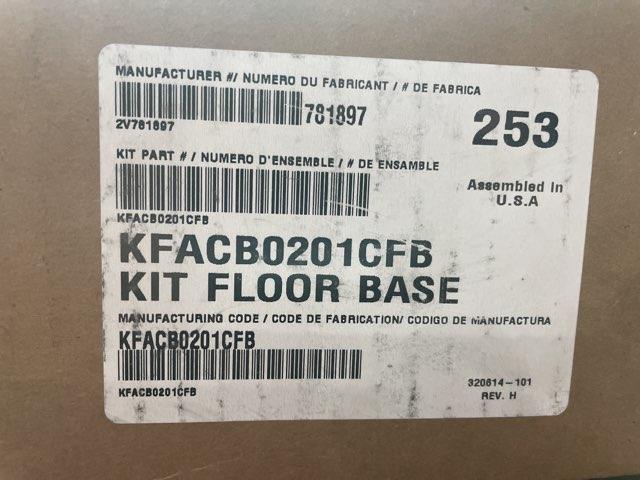 MANUFACTURER #/ NUMERO DU FABRICANT / # DE FABRICA
781897
2V781897
253
KIT PART # / NUMERO D'ENSEMBLE / # DE ENSAMBLE
Assembled in
U.S.A
KFACB0201CFB
KFACB0201CFB
KIT FLOOR BASE
MANUFACTURING CODE / CODE DE FABRICATION/ CODIGO DE MANUFACTURA
KFACB0201CFB
KFACB0201CFB
320614-101
REV. H